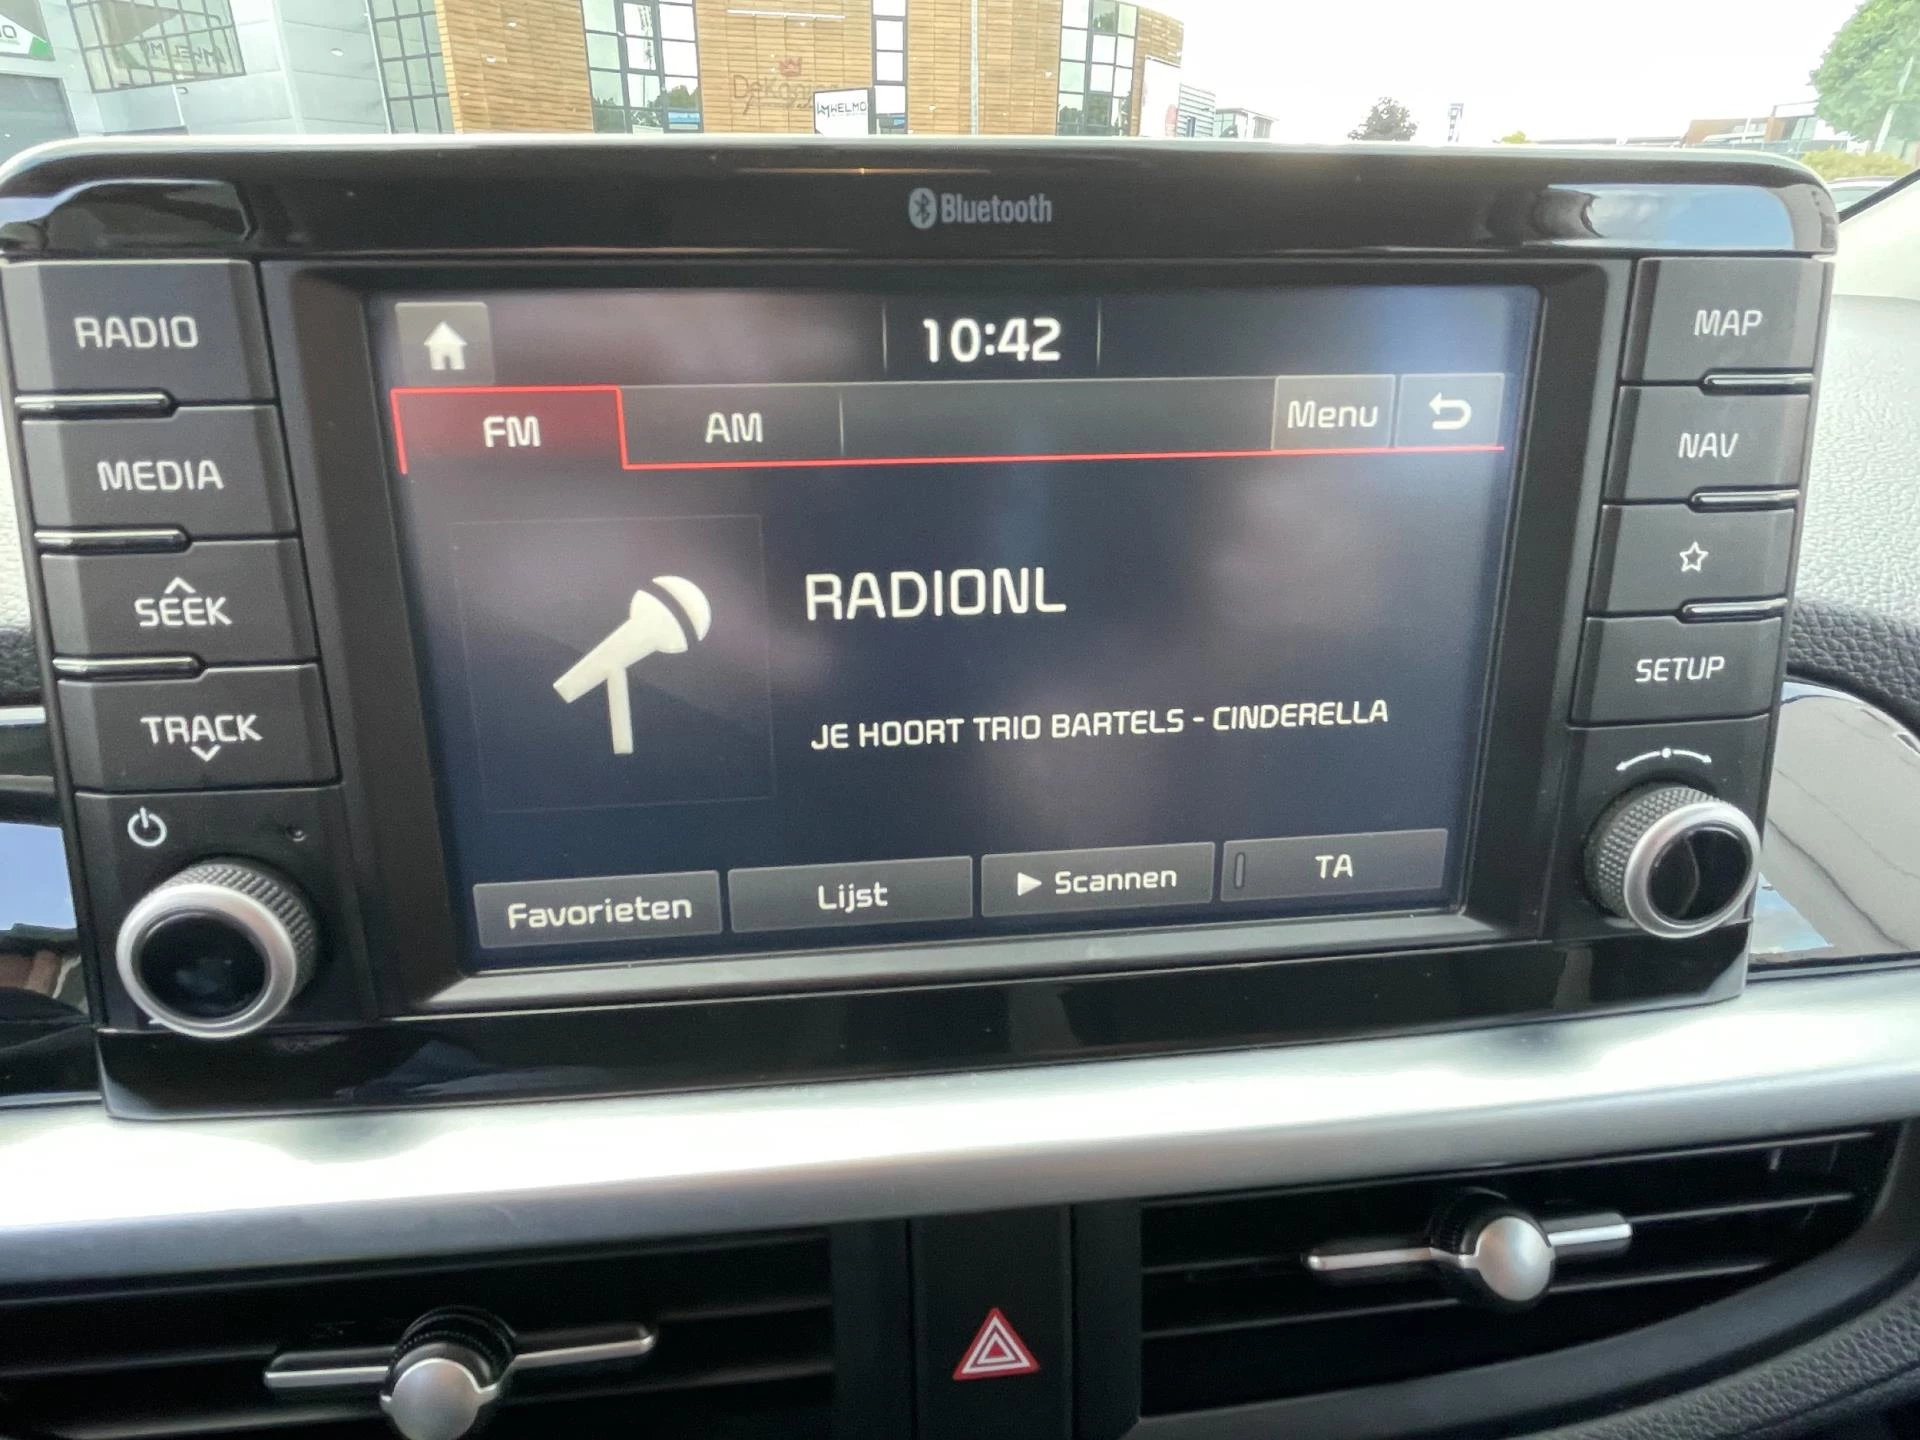 WELMO
Bluetooth
RADIO
MEDIA
SEEK
TRACK
10:42
FM
AM
Menu
RADIONL
JE HOORT TRIO BARTELS - CINDERELLA
Favorieten
Lijst
Scannen
TA
MAP
NAV
SETUP